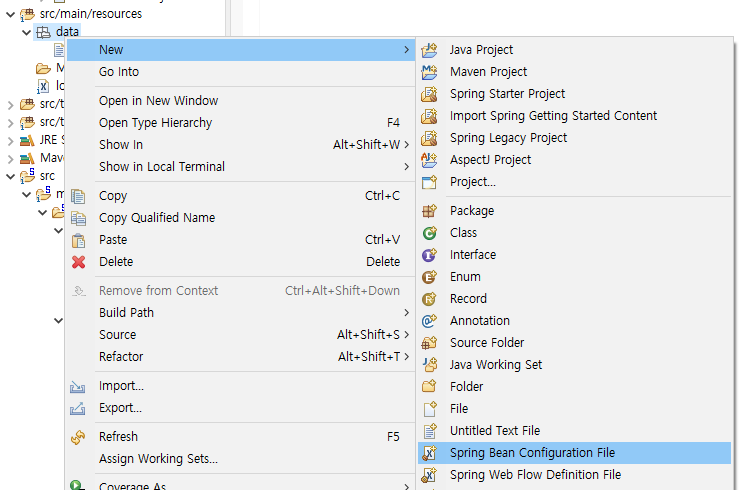 src/main/resources
data
New
Go Into
Open in New Window
Open Type Hierarchy F4
Show In Alt+Shift+W
Show in Local Terminal
Copy Ctrl+C
Copy Qualified Name
Paste Ctrl+V
Delete Delete
Remove from Context Ctrl+Alt+Shift+Down
Build Path
Source Alt+Shift+S
Refactor Alt+Shift+T
Import...
Export...
Refresh F5
Assign Working Sets...
Coverage As
Java Project
Maven Project
Spring Starter Project
Import Spring Getting Started Content
Spring Legacy Project
AspectJ Project
Project...
Package
Class
Interface
Enum
Record
Annotation
Source Folder
Java Working Set
Folder
File
Untitled Text File
Spring Bean Configuration File
Spring Web Flow Definition File
M
lo
src/t
src/t
JRE S
Mave
src
m